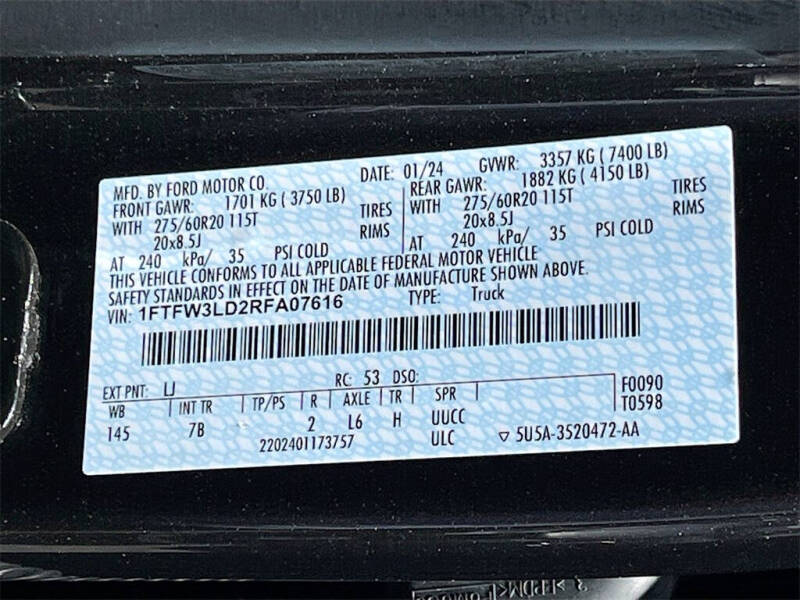 MFD. BY FORD MOTOR CO.
DATE: 01/24 GVWR: 3357 KG ( 7400 LB)
FRONT GAWR: 1701 KG ( 3750 LB)
WITH 275/60R20 115T TIRES
20x8.5J RIMS
AT 240 kPa/ 35 PSI COLD
REAR GAWR: 1882 KG ( 4150 LB)
WITH 275/60R20 115T TIRES
20x8.5J RIMS
AT 240 kPa/ 35 PSI COLD
THIS VEHICLE CONFORMS TO ALL APPLICABLE FEDERAL MOTOR VEHICLE
SAFETY STANDARDS IN EFFECT ON THE DATE OF MANUFACTURE SHOWN ABOVE.
VIN: 1FTFW3LD2RFA07616 TYPE: Truck
EXT PNT: UJ RC: 53 DSO:
WB INT TR TP/PS R AXLE TR SPR
145 7B 2 L6 H UUCC
ULC
2202401173757
F0090
T0598
▽ 5U5A-3520472-AA